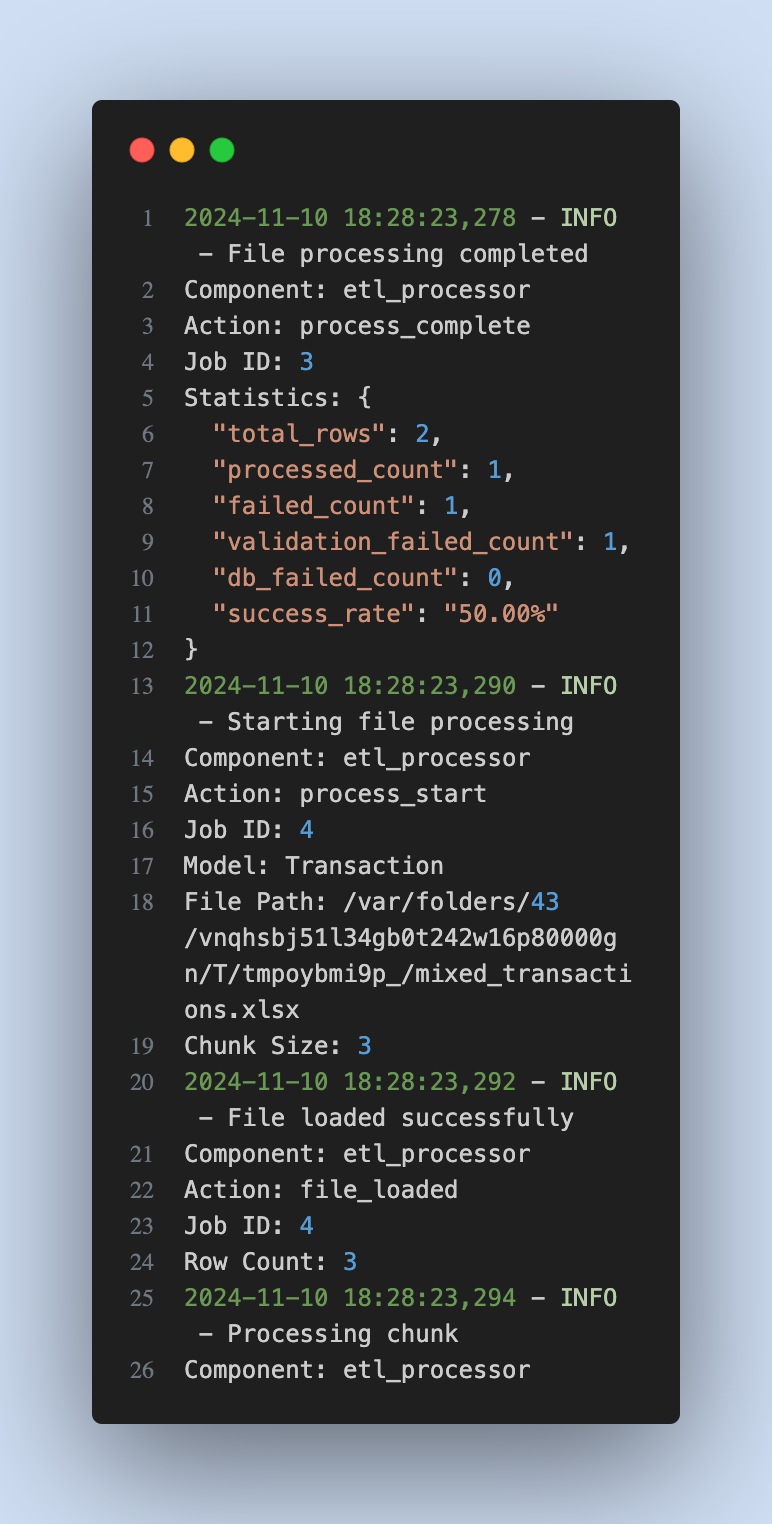 1 2024-11-10 18:28:23,278 - INFO
- File processing completed
2 Component: etl_processor
3 Action: process_complete
4 Job ID: 3
5 Statistics: {
6 "total_rows": 2,
7 "processed_count": 1,
8 "failed_count": 1,
9 "validation_failed_count": 1,
10 "db_failed_count": 0,
11 "success_rate": "50.00%"
12 }
13 2024-11-10 18:28:23,290 - INFO
- Starting file processing
14 Component: etl_processor
15 Action: process_start
16 Job ID: 4
17 Model: Transaction
18 File Path: /var/folders/43
/vnqhsbj51l34gb0t242w16p80000g
n/T/tmpoybmi9p_/mixed_transacti
ons.xlsx
19 Chunk Size: 3
20 2024-11-10 18:28:23,292 - INFO
- File loaded successfully
21 Component: etl_processor
22 Action: file_loaded
23 Job ID: 4
24 Row Count: 3
25 2024-11-10 18:28:23,294 - INFO
- Processing chunk
26 Component: etl_processor